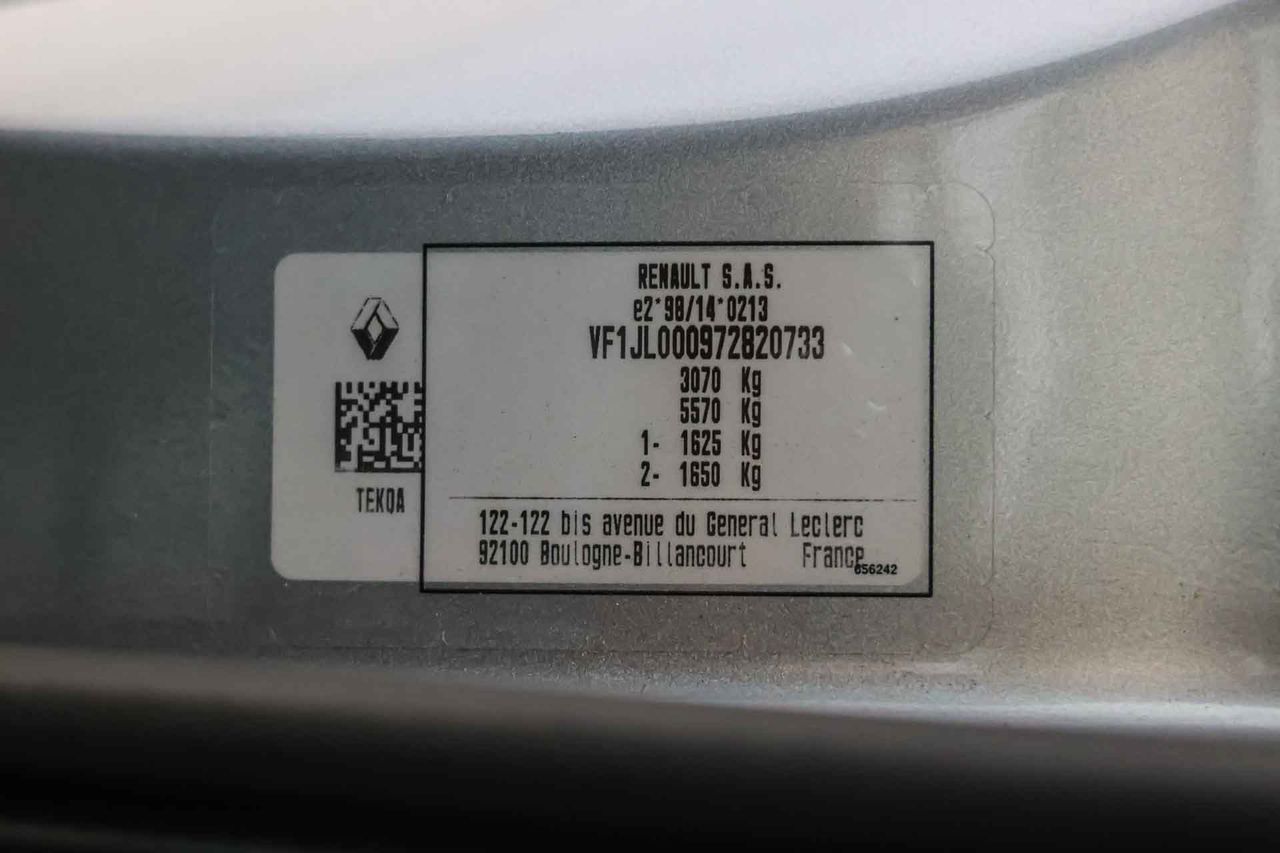 RENAULT S.A.S.
e2*98/14*0213
VF1JL000972820733
3070 Kg
5570 Kg
1- 1625 Kg
2- 1650 Kg
TEKQA
122-122 bis avenue du General Leclerc
92100 Boulogne-Billancourt France
656242